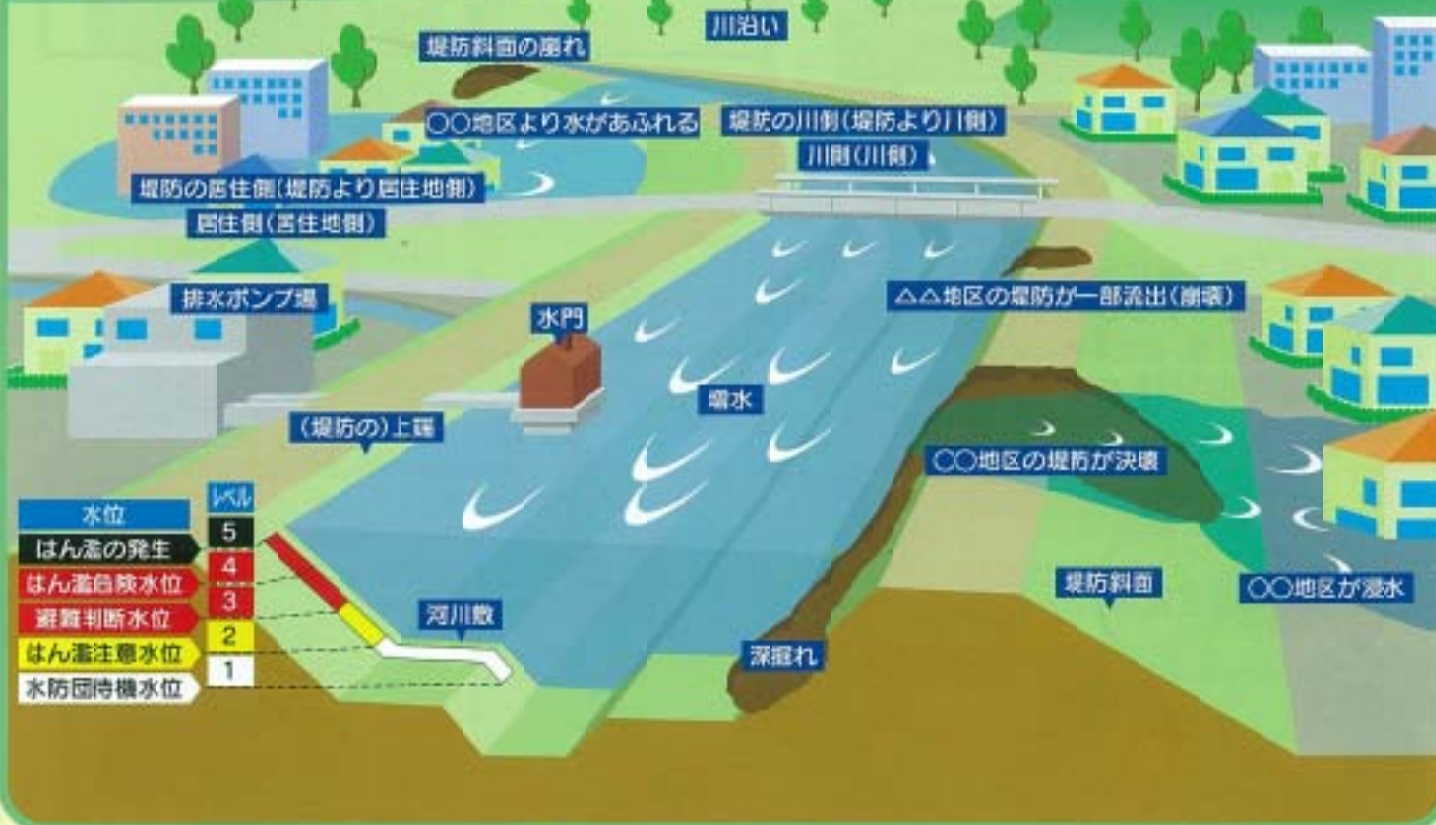 川沿い
堤防斜面の崩れ
○○地区より水があふれる
堤防の川側(堤防より川側)
川側(川側)
堤防の居住側(堤防より居住地側)
居住側(居住地側)
排水ポンプ場
水門
△△地区の堤防が一部流出(崩壊)
増水
(堤防の)上端
○○地区の堤防が決壊
水位
レベル
はん濫の発生
5
はん濫危険水位
4
避難判断水位
3
はん濫注意水位
2
水防団待機水位
1
河川敷
深掘れ
堤防斜面
○○地区が浸水